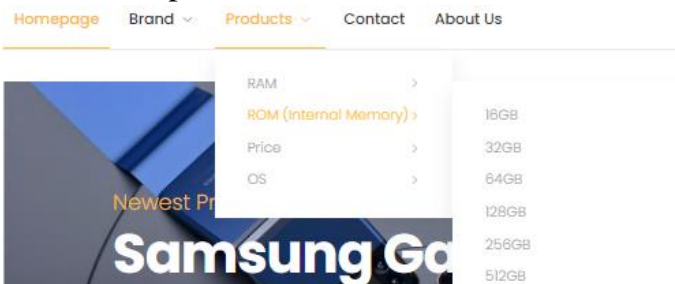 Homepage Brand Products Contact About Us
RAM
ROM (Internal Memory)
Price
OS
16GB
32GB
64GB
128GB
256GB
512GB
Newest Pr
Samsung Ga